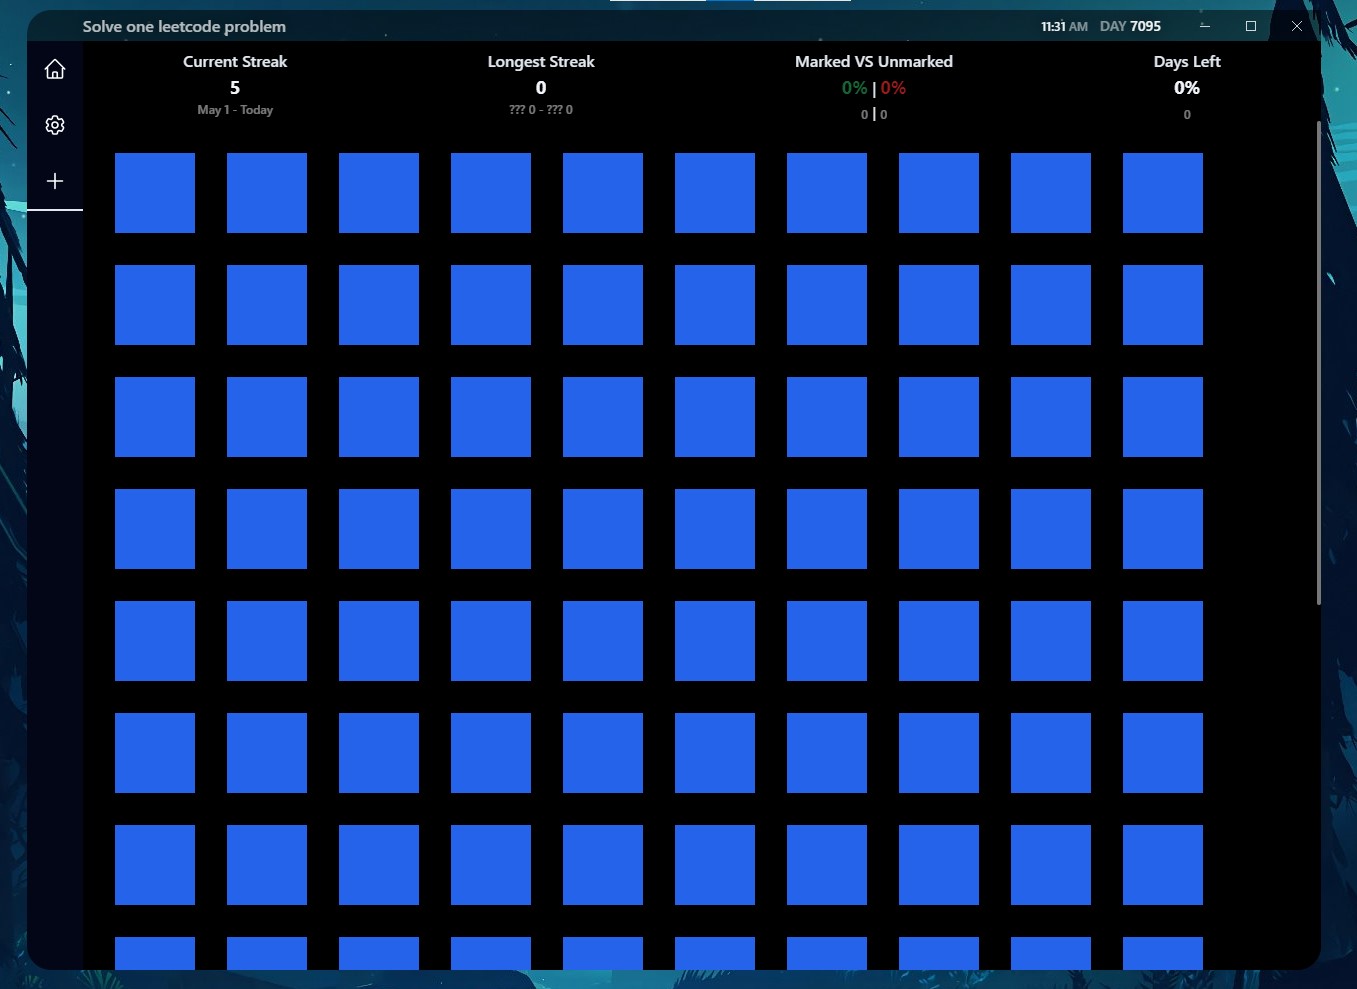 Solve one leetcode problem
11:31 AM DAY 7095
Current Streak
5
May 1 - Today
Longest Streak
0
??? 0 - ??? 0
Marked VS Unmarked
0% | 0%
0 | 0
Days Left
0%
0